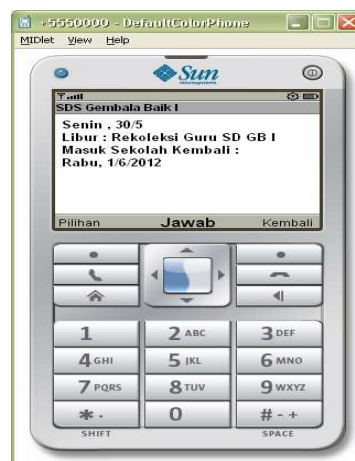 +5550000 - DefaultColorPhone
MIDlet View Help
Sun
microsystems
SDS Gembala Baik I
Senin , 30/5
Libur : Rekoleksi Guru SD GB I
Masuk Sekolah Kembali :
Rabu, 1/6/2012
Pilihan Jawab Kembali
1 2 ABC 3 DEF
4 GHI 5 JKL 6 MNO
7 PQRS 8 TUV 9 WXYZ
* . 0 # - +
SHIFT SPACE